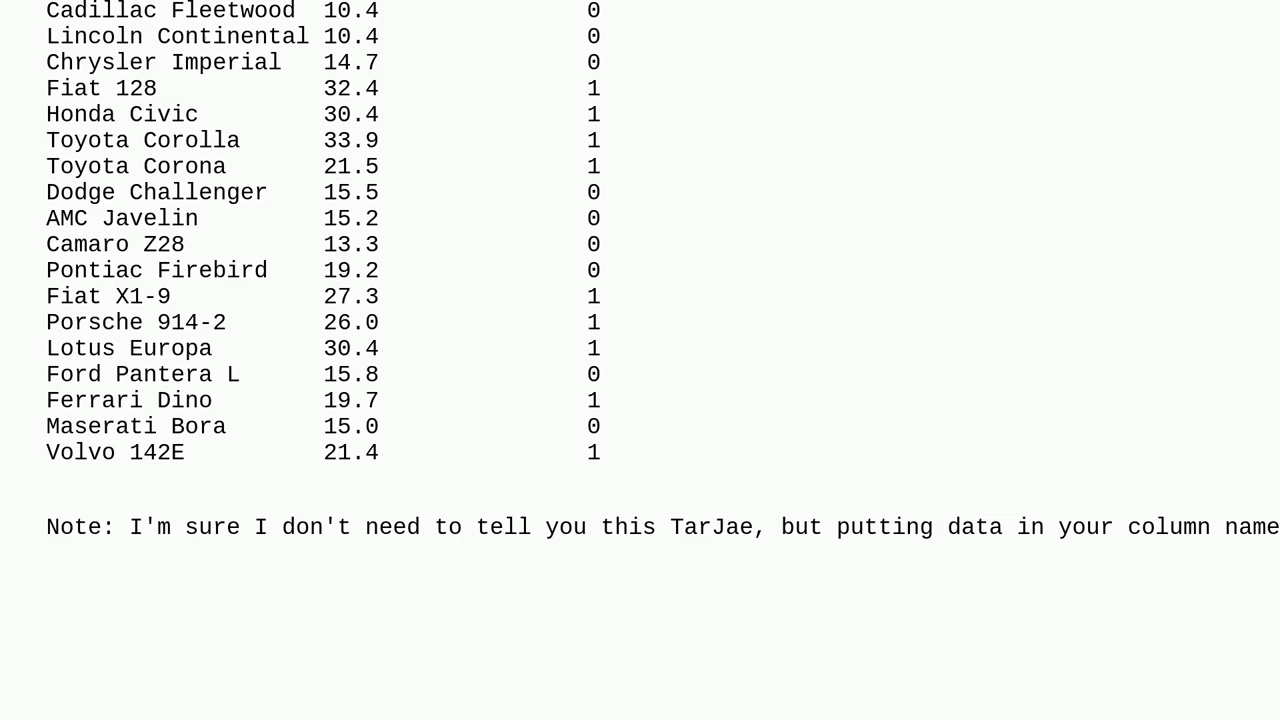 Cadillac Fleetwood  10.4               0
Lincoln Continental 10.4               0
Chrysler Imperial   14.7               0
Fiat 128            32.4               1
Honda Civic         30.4               1
Toyota Corolla      33.9               1
Toyota Corona       21.5               1
Dodge Challenger    15.5               0
AMC Javelin         15.2               0
Camaro Z28          13.3               0
Pontiac Firebird    19.2               0
Fiat X1-9           27.3               1
Porsche 914-2       26.0               1
Lotus Europa        30.4               1
Ford Pantera L      15.8               0
Ferrari Dino        19.7               1
Maserati Bora       15.0               0
Volvo 142E          21.4               1
Note: I'm sure I don't need to tell you this TarJae, but putting data in your column name